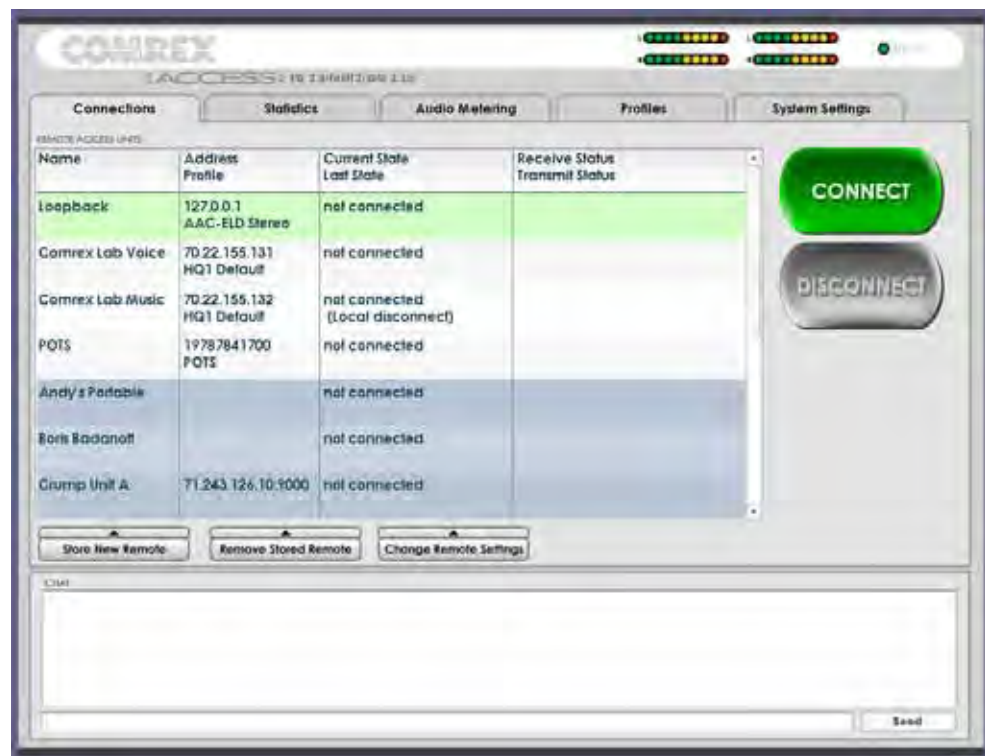 COMREX
ACCESS
Connections Statistics Audio Metering Profiles System Settings
REMOTE ACCESS UNITS
Name Address Current State Receive Status
Profile Last State Transmit Status
Loopback 127.0.0.1 not connected
AAC-ELD Stereo
Comrex Lab Voice 70.22.155.131 not connected
HQ1 Default
Comrex Lab Music 70.22.155.132 not connected
HQ1 Default (Local disconnect)
POTS 19787841700 not connected
POTS
Andy's Portable not connected
Boris Badanoff not connected
Crump Unit A 71.243.126.10:9000 not connected
CONNECT
DISCONNECT
Store New Remote Remove Stored Remote Change Remote Settings
Chat
Send